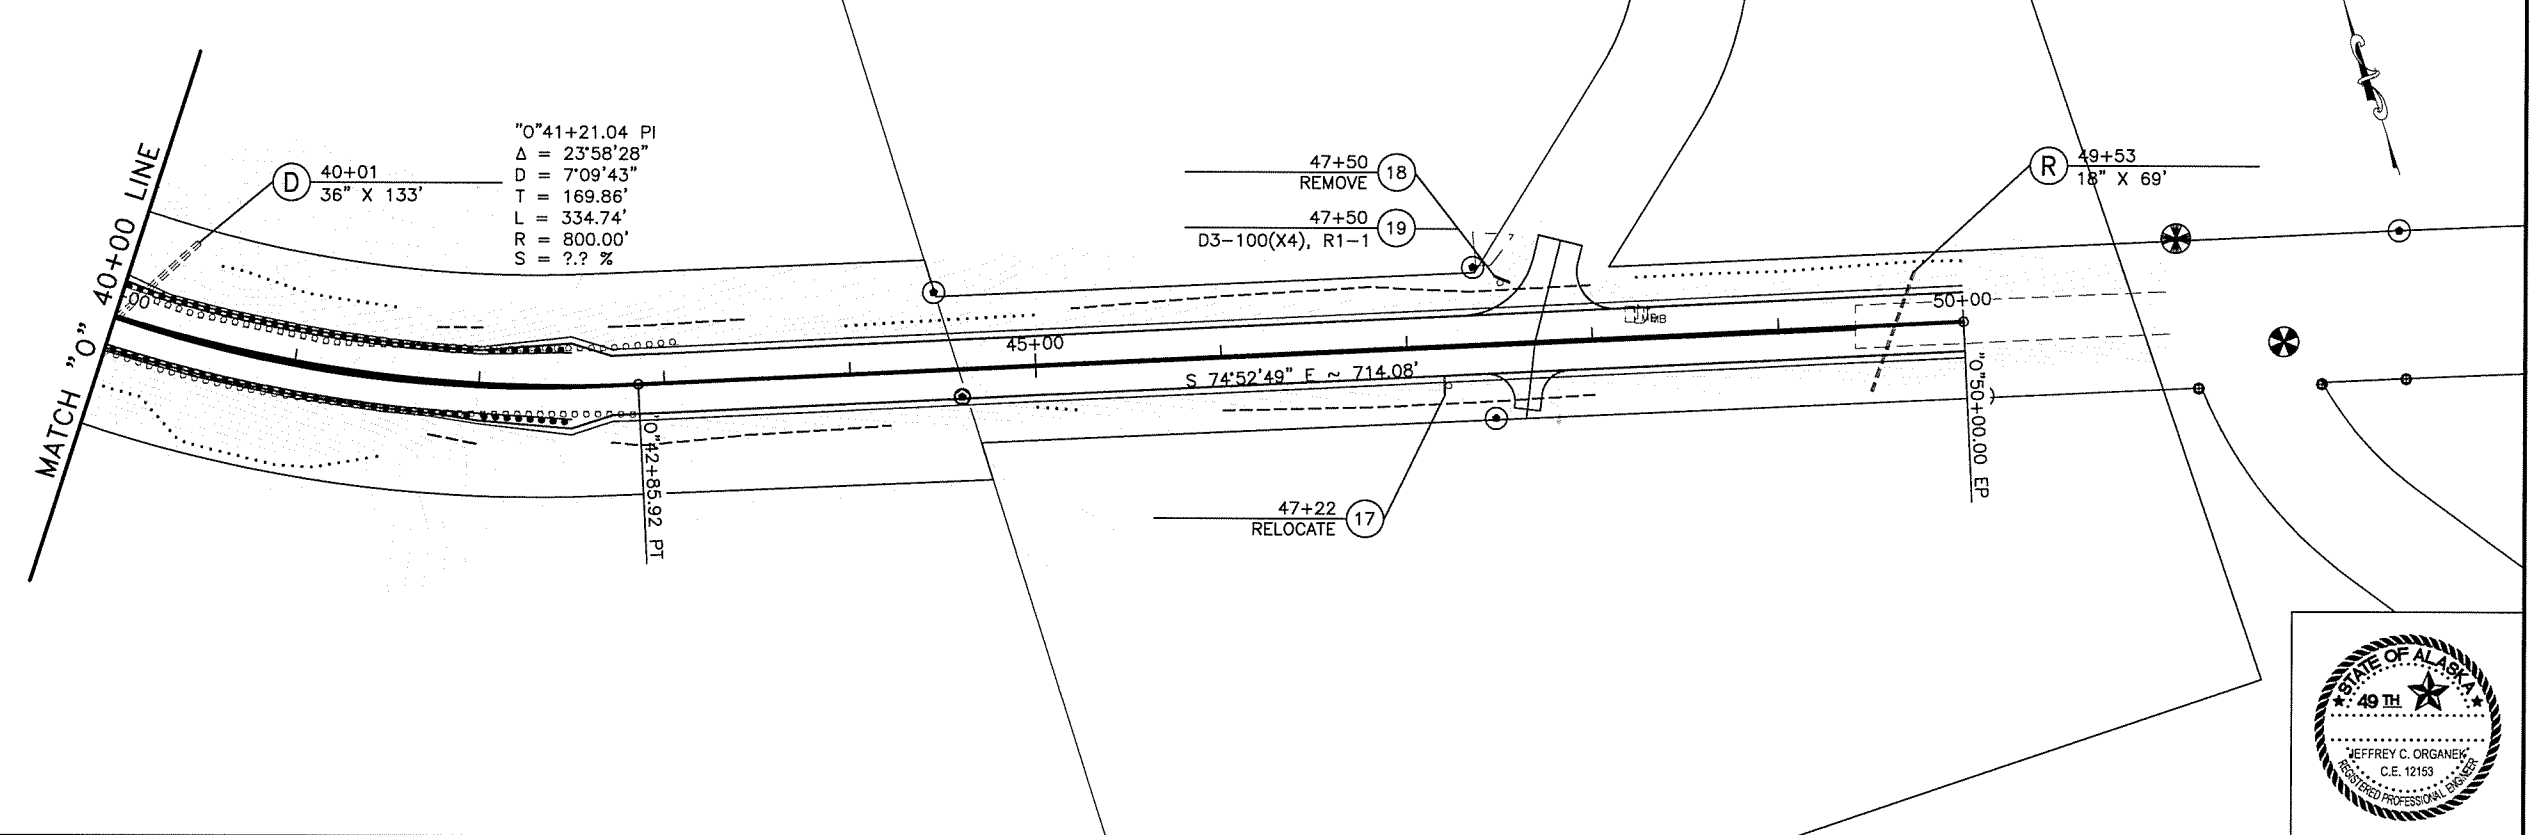 MATCH "O" 40+00 LINE
D
40+01
36" X 133'
"O"41+21.04 PI
Δ = 23°58'28"
D = 7°09'43"
T = 169.86'
L = 334.74'
R = 800.00'
S = ?.? %
00
"O"42+85.92 PT
45+00
S 74°52'49" E ~ 714.08'
47+50
REMOVE
18
47+50
D3-100(X4), R1-1
19
47+22
RELOCATE
17
R
49+53
18" X 69'
50+00
"O"50+00.00 EP
STATE OF ALASKA
49 TH
JEFFREY C. ORGANEK
C.E. 12153
REGISTERED PROFESSIONAL ENGINEER